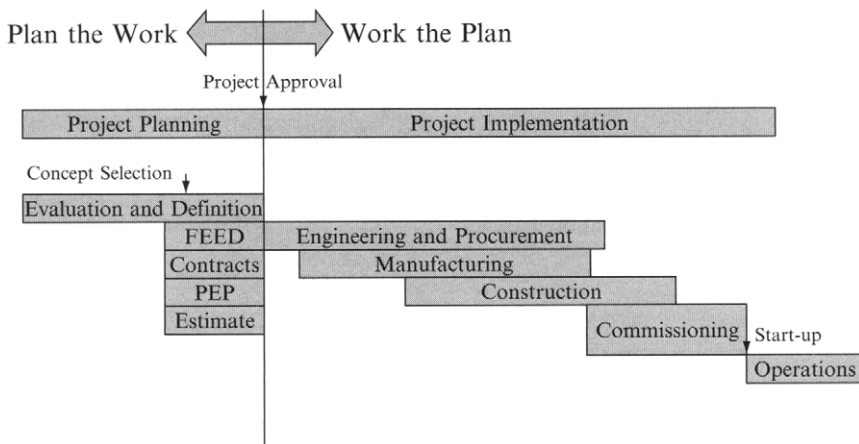 Plan the Work
Work the Plan
Project Approval
Project Planning
Project Implementation
Concept Selection
Evaluation and Definition
FEED
Engineering and Procurement
Contracts
Manufacturing
PEP
Construction
Estimate
Commissioning
Start-up
Operations